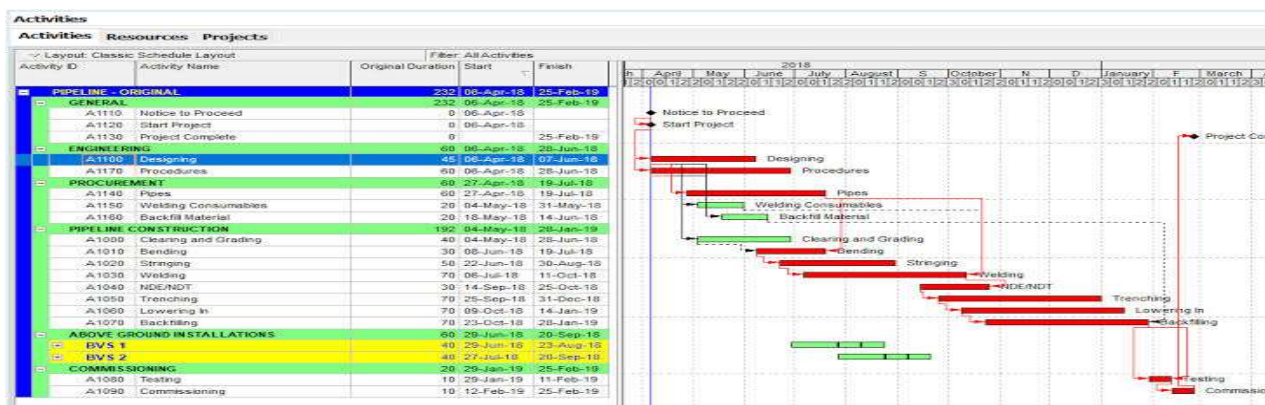 Activities
Activities Resources Projects
Layout: Classic Schedule Layout Filter: All Activities
Activity ID Activity Name Original Duration Start Finish
2018
April May June July August S October N D January F March
PIPELINE - ORIGINAL 232 06-Apr-18 25-Feb-19
GENERAL 232 06-Apr-18 25-Feb-19
A1110 Notice to Proceed 0 06-Apr-18 Notice to Proceed
A1120 Start Project 0 06-Apr-18 Start Project
A1130 Project Complete 0 25-Feb-19 Project Co
ENGINEERING 60 06-Apr-18 28-Jun-18
A1100 Designing 45 06-Apr-18 07-Jun-18 Designing
A1170 Procedures 60 06-Apr-18 28-Jun-18 Procedures
PROCUREMENT 60 27-Apr-18 19-Jul-18
A1140 Pipes 60 27-Apr-18 19-Jul-18 Pipes
A1150 Welding Consumables 20 04-May-18 31-May-18 Welding Consumables
A1160 Backfill Material 20 18-May-18 14-Jun-18 Backfill Material
PIPELINE CONSTRUCTION 192 04-May-18 28-Jan-19
A1000 Clearing and Grading 40 04-May-18 28-Jun-18 Clearing and Grading
A1010 Bending 30 08-Jun-18 19-Jul-18 Bending
A1020 Stringing 50 22-Jun-18 30-Aug-18 Stringing
A1030 Welding 70 06-Jul-18 11-Oct-18 Welding
A1040 NDE/NDT 30 14-Sep-18 25-Oct-18 NDE/NDT
A1050 Trenching 70 25-Sep-18 31-Dec-18 Trenching
A1060 Lowering In 70 09-Oct-18 14-Jan-19 Lowering In
A1070 Backfilling 70 23-Oct-18 28-Jan-19 Backfilling
ABOVE GROUND INSTALLATIONS 60 29-Jun-18 20-Sep-18
BVS 1 40 29-Jun-18 23-Aug-18
BVS 2 40 27-Jul-18 20-Sep-18
COMMISSIONING 20 29-Jan-19 25-Feb-19
A1080 Testing 10 29-Jan-19 11-Feb-19 Testing
A1090 Commissioning 10 12-Feb-19 25-Feb-19 Commissio